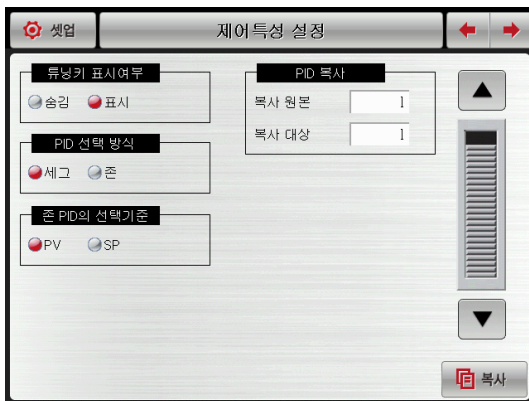 셋업
제어특성 설정
튜닝키 표시여부
숨김 표시
PID 선택 방식
세그 존
존 PID의 선택기준
PV SP
PID 복사
복사 원본 1
복사 대상 1
복사